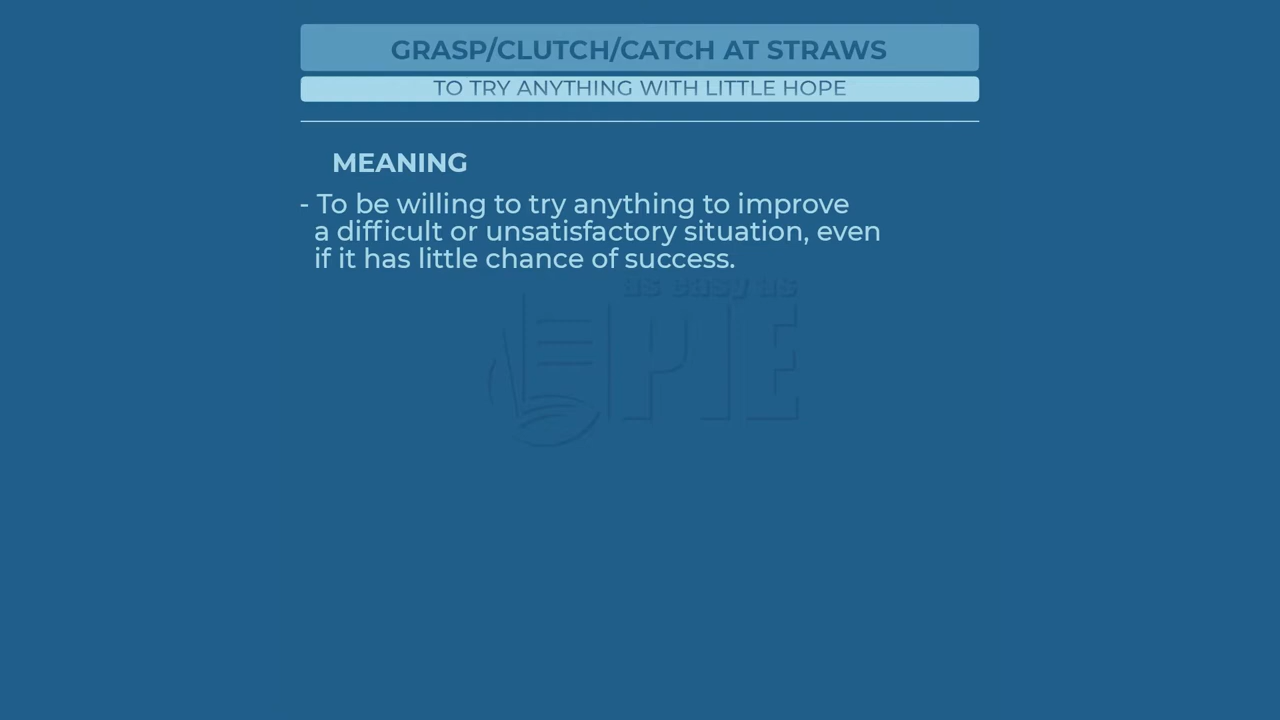 GRASP/CLUTCH/CATCH AT STRAWS
TO TRY ANYTHING WITH LITTLE HOPE
MEANING
- To be willing to try anything to improve
a difficult or unsatisfactory situation, even
if it has little chance of success.
as easy as
PIE